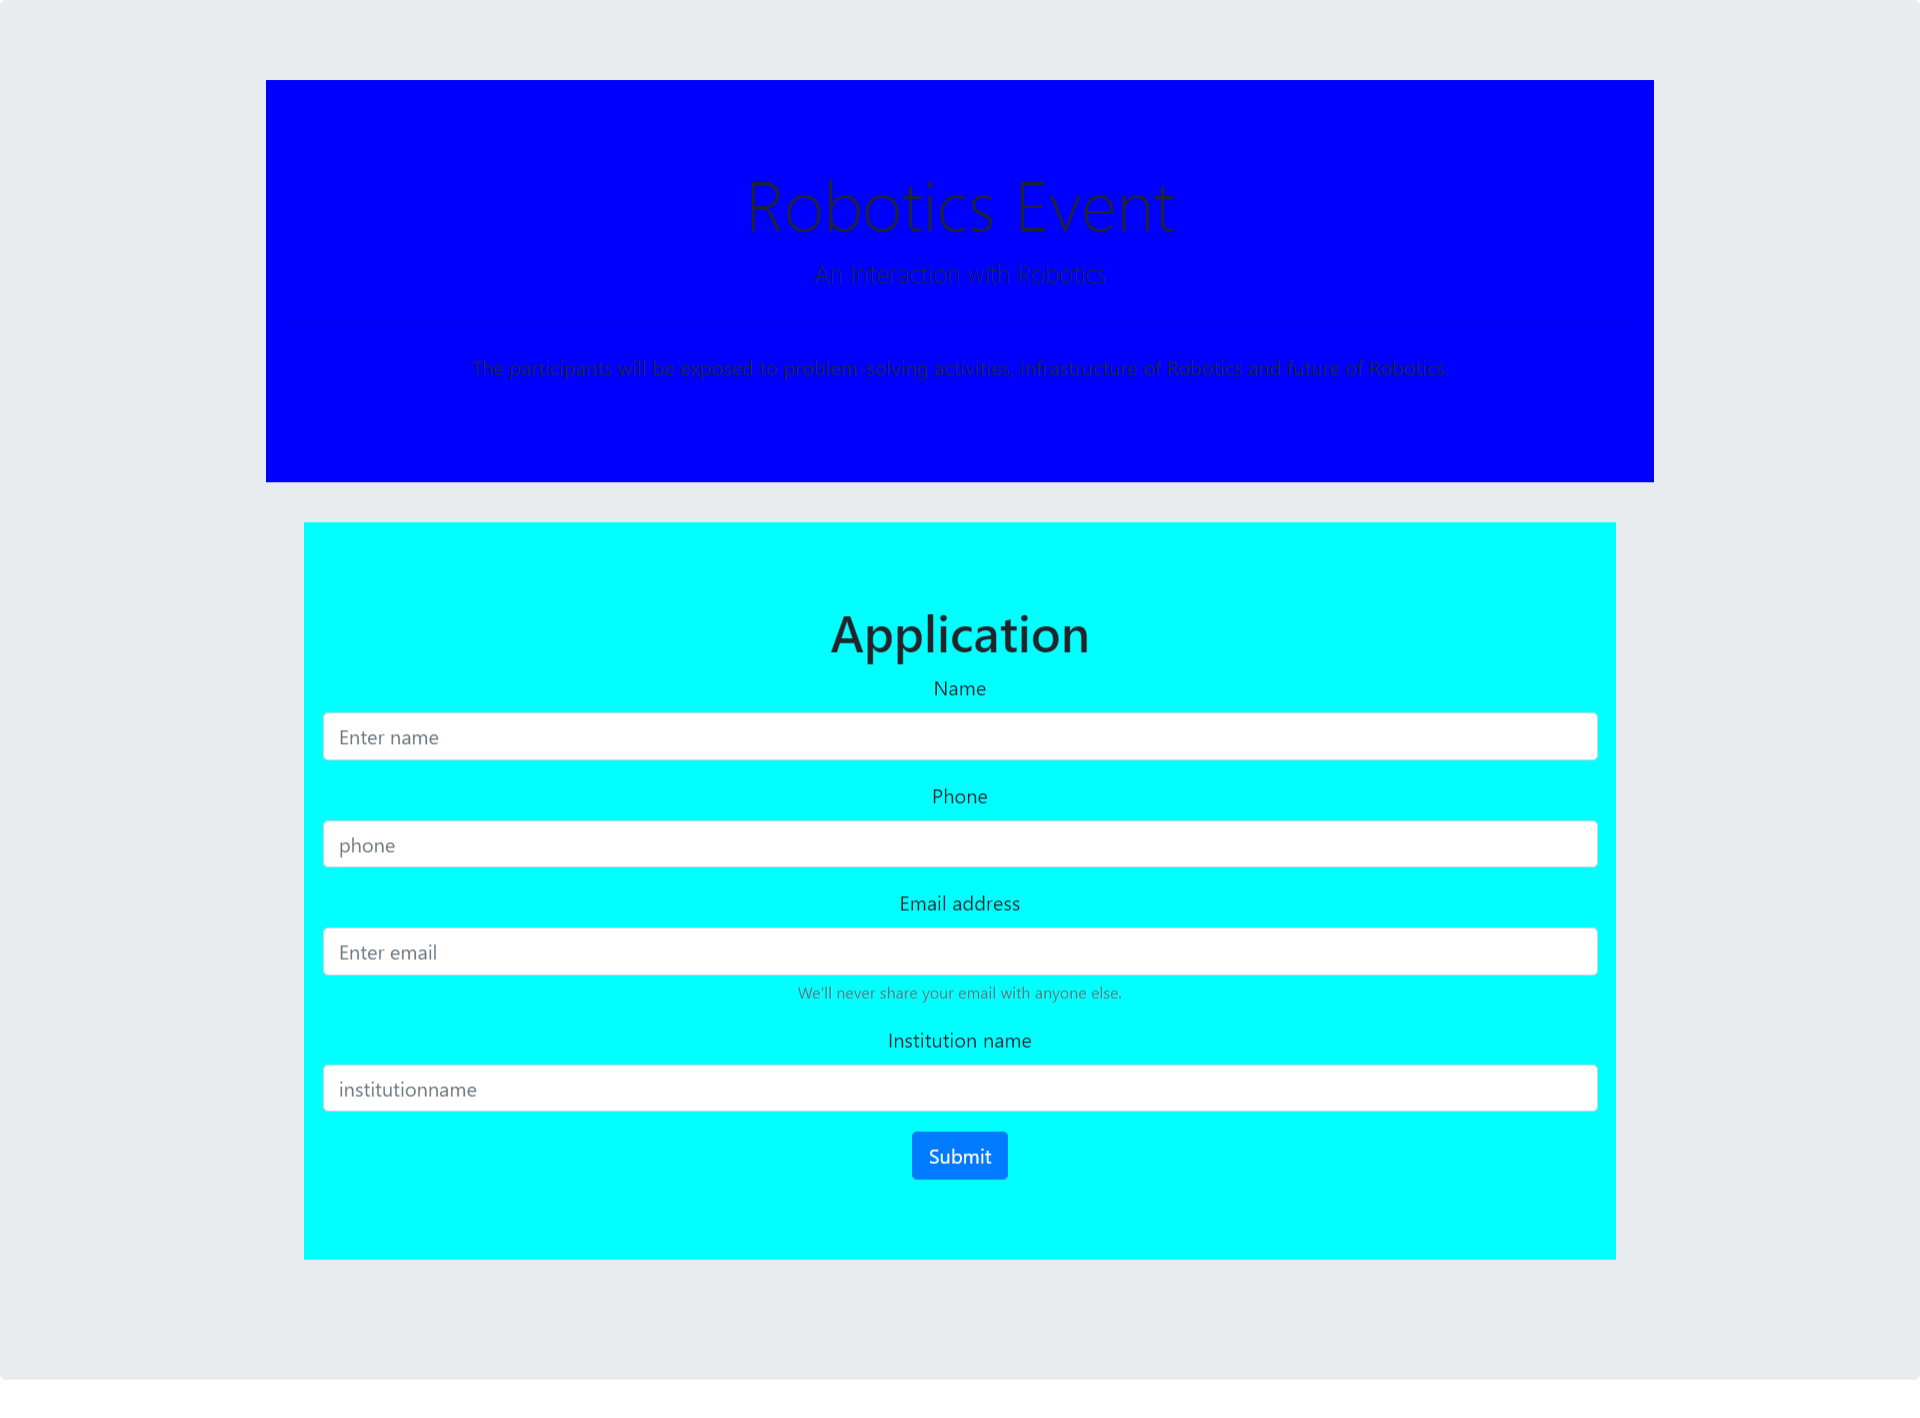 Robotics Event
An Interaction with Robotics
The participants will be exposed to problem-solving activities, infrastructure of Robotics and future of Robotics.
Application
Name
Enter name
Phone
phone
Email address
Enter email
We'll never share your email with anyone else.
Institution name
institutionname
Submit